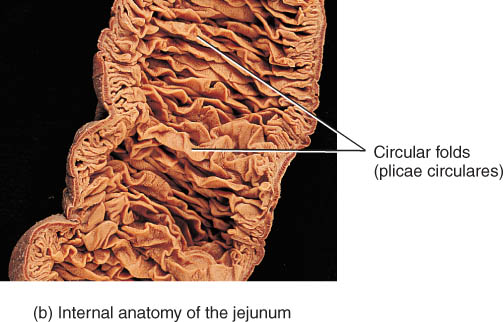 Circular folds
(plicae circulares)
(b) Internal anatomy of the jejunum